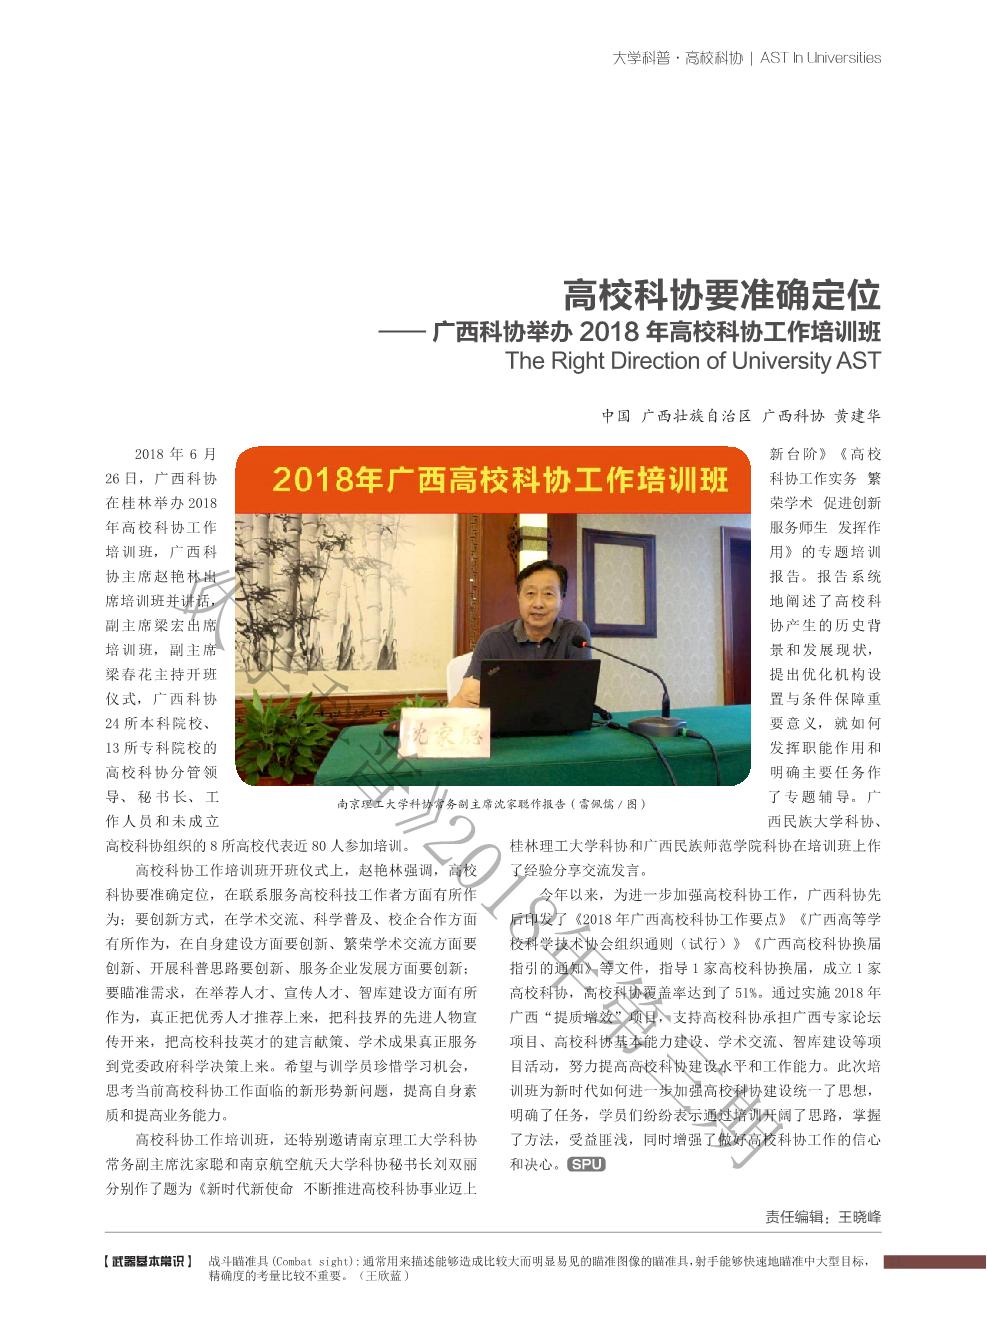 大学科普·高校科协 | AST In Universities
高校科协要准确定位
—— 广西科协举办 2018 年高校科协工作培训班
The Right Direction of University AST
中国 广西壮族自治区 广西科协 黄建华
2018 年 6 月
26 日，广西科协
在桂林举办 2018
年高校科协工作
培训班，广西科
协主席赵艳林出
席培训班并讲话，
副主席梁宏出席
培训班，副主席
梁春花主持开班
仪式，广西科协
24 所本科院校、
13 所专科院校的
高校科协分管领
导、秘书长、工
作人员和未成立
高校科协组织的 8 所高校代表近 80 人参加培训。
高校科协工作培训班开班仪式上，赵艳林强调，高校
科协要准确定位，在联系服务高校科技工作者方面有所作
为；要创新方式，在学术交流、科学普及、校企合作方面
有所作为，在自身建设方面要创新、繁荣学术交流方面要
创新、开展科普思路要创新、服务企业发展方面要创新；
要瞄准需求，在举荐人才、宣传人才、智库建设方面有所
作为，真正把优秀人才推荐上来，把科技界的先进人物宣
传开来，把高校科技英才的建言献策、学术成果真正服务
到党委政府科学决策上来。希望与训学员珍惜学习机会，
思考当前高校科协工作面临的新形势新问题，提高自身素
质和提高业务能力。
高校科协工作培训班，还特别邀请南京理工大学科协
常务副主席沈家聪和南京航空航天大学科协秘书长刘双丽
分别作了题为《新时代新使命 不断推进高校科协事业迈上
2018年广西高校科协工作培训班
沈家聪
南京理工大学科协常务副主席沈家聪作报告（雷佩儒 / 图）
新台阶》《高校
科协工作实务 繁
荣学术 促进创新
服务师生 发挥作
用》的专题培训
报告。报告系统
地阐述了高校科
协产生的历史背
景和发展现状，
提出优化机构设
置与条件保障重
要意义，就如何
发挥职能作用和
明确主要任务作
了专题辅导。广
西民族大学科协、
桂林理工大学科协和广西民族师范学院科协在培训班上作
了经验分享交流发言。
今年以来，为进一步加强高校科协工作，广西科协先
后印发了《2018 年广西高校科协工作要点》《广西高等学
校科学技术协会组织通则（试行）》《广西高校科协换届
指引的通知》等文件，指导 1 家高校科协换届，成立 1 家
高校科协，高校科协覆盖率达到了 51%。通过实施 2018 年
广西“提质增效”项目，支持高校科协承担广西专家论坛
项目、高校科协基本能力建设、学术交流、智库建设等项
目活动，努力提高高校科协建设水平和工作能力。此次培
训班为新时代如何进一步加强高校科协建设统一了思想，
明确了任务，学员们纷纷表示通过培训开阔了思路，掌握
了方法，受益匪浅，同时增强了做好高校科协工作的信心
和决心。SPU
责任编辑：王晓峰
【武器基本常识】 战斗瞄准具(Combat sight)：通常用来描述能够造成比较大而明显易见的瞄准图像的瞄准具，射手能够快速地瞄准中大型目标，
精确度的考量比较不重要。（王欣蓝）
》2018年第三期